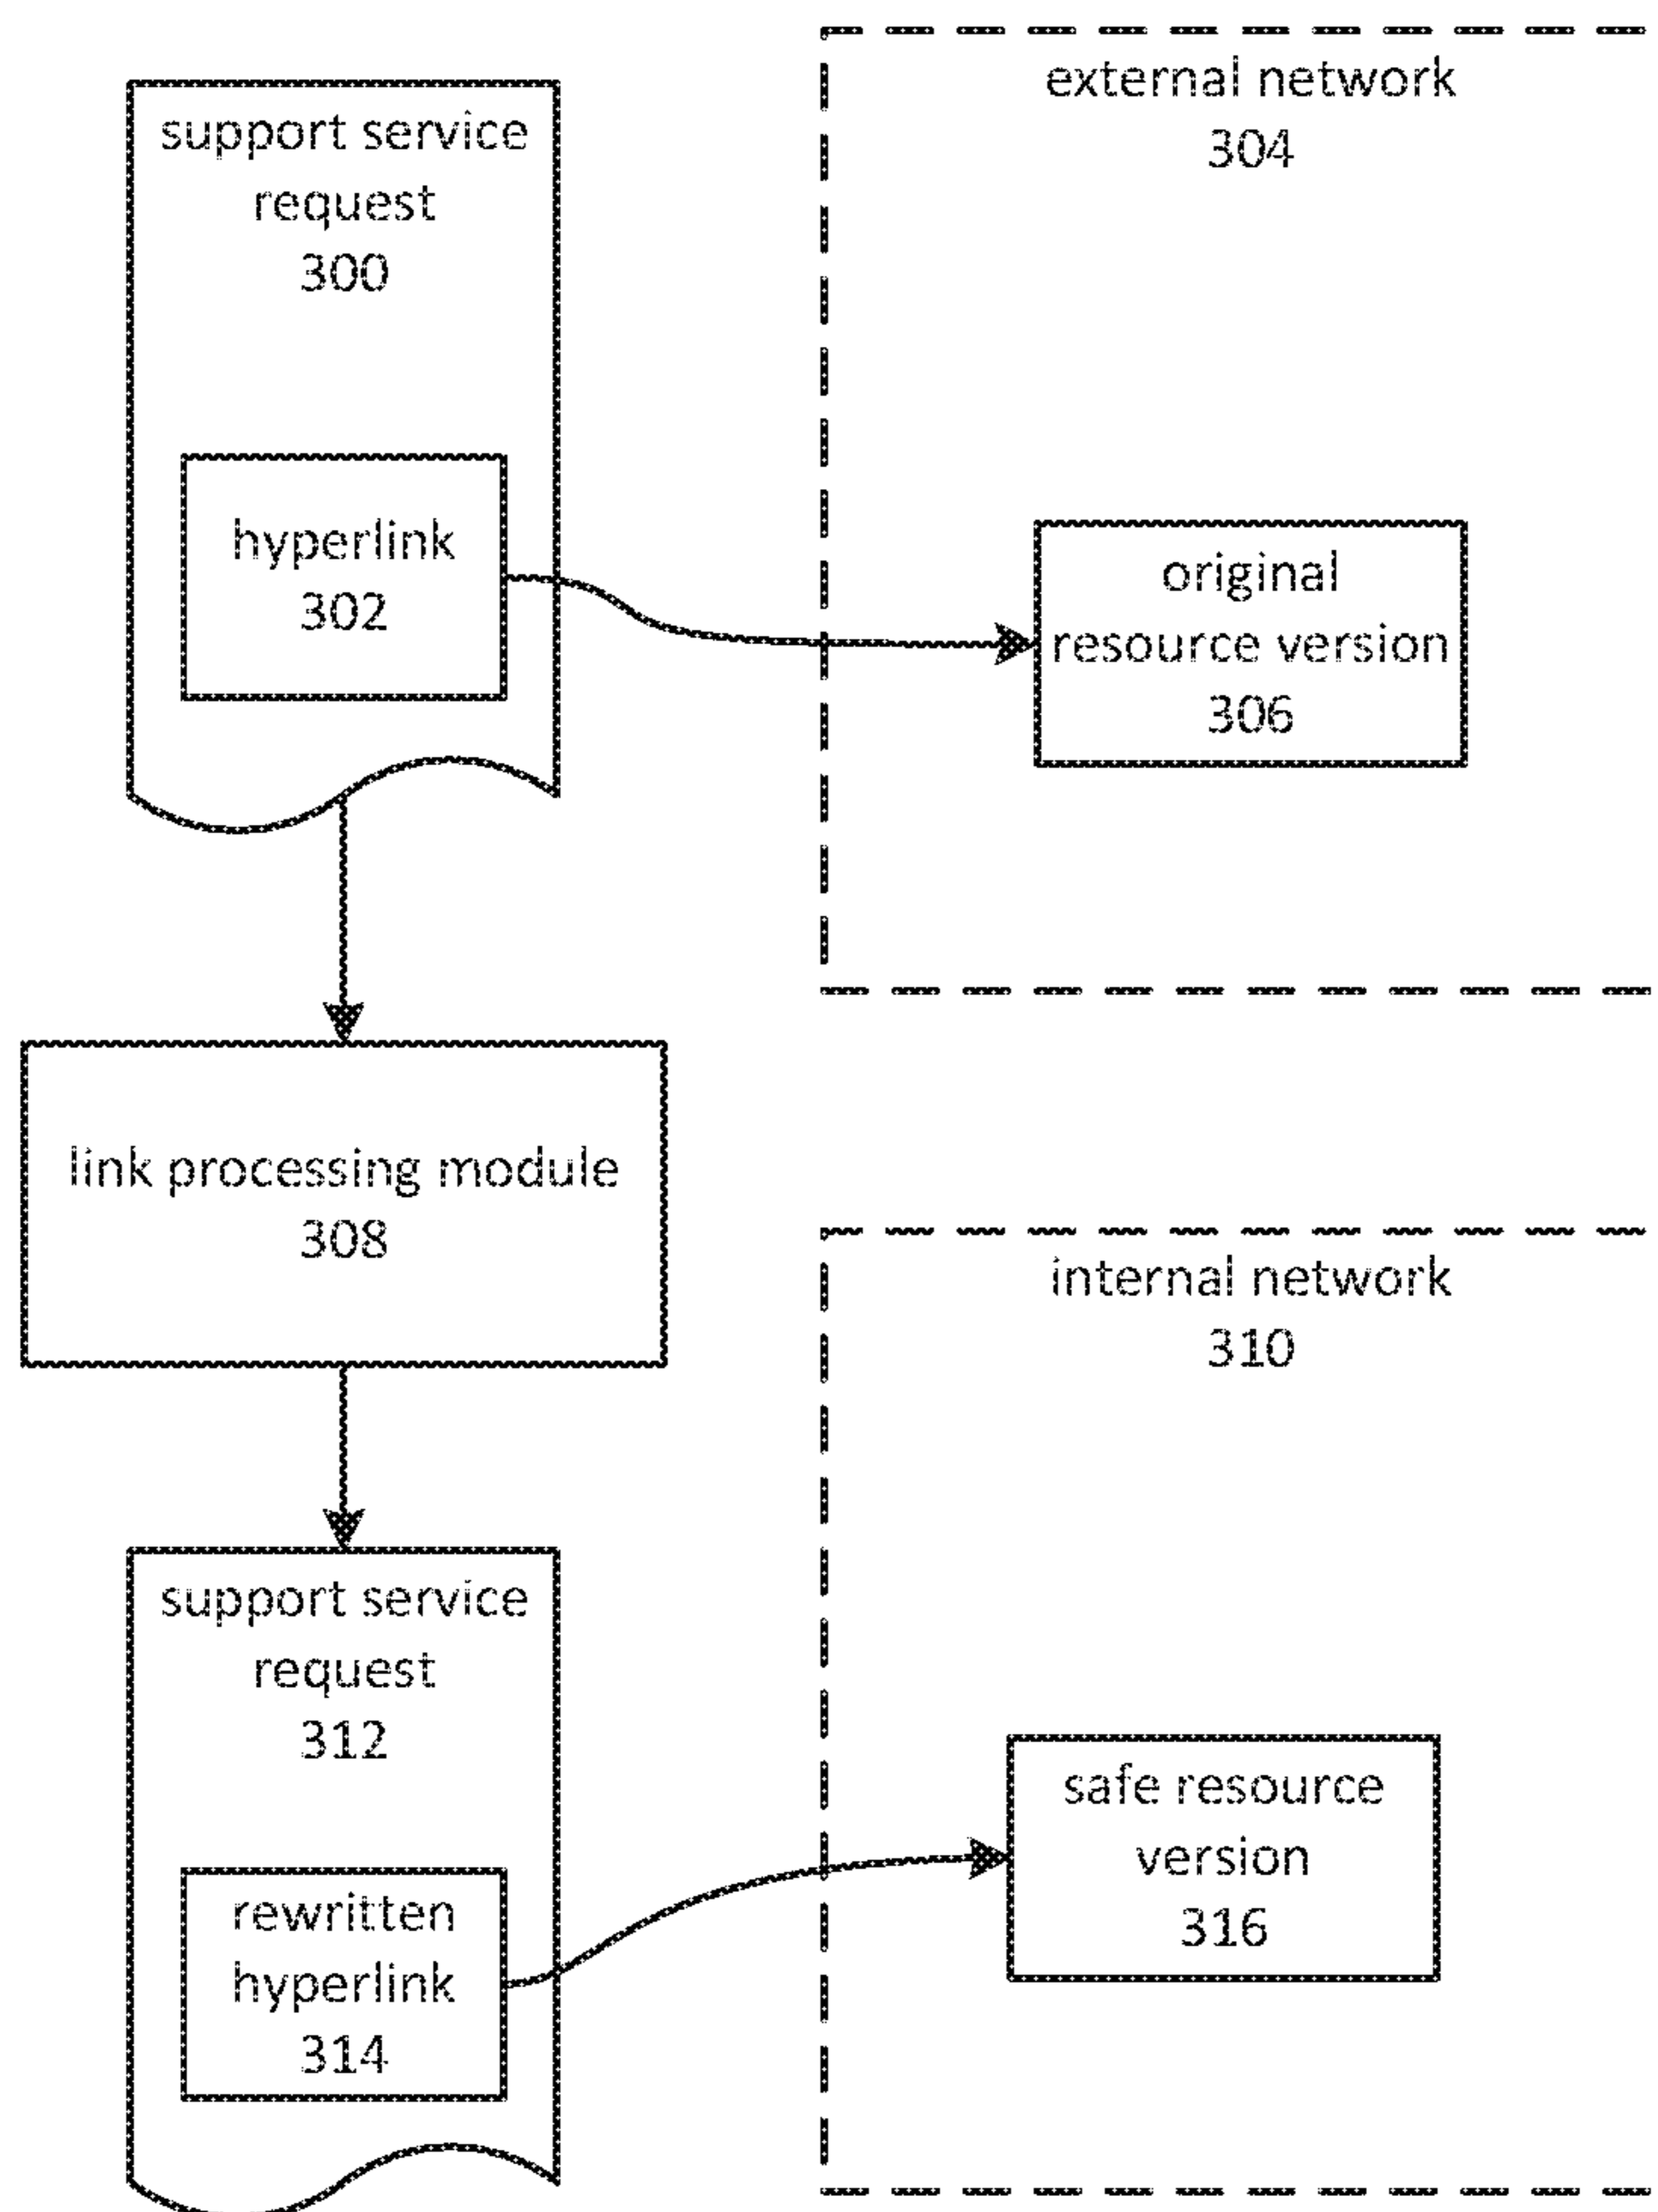 support service
request
300
hyperlink
302
external network
304
original
resource version
306
link processing module
308
internal network
310
support service
request
312
rewritten
hyperlink
314
safe resource
version
316